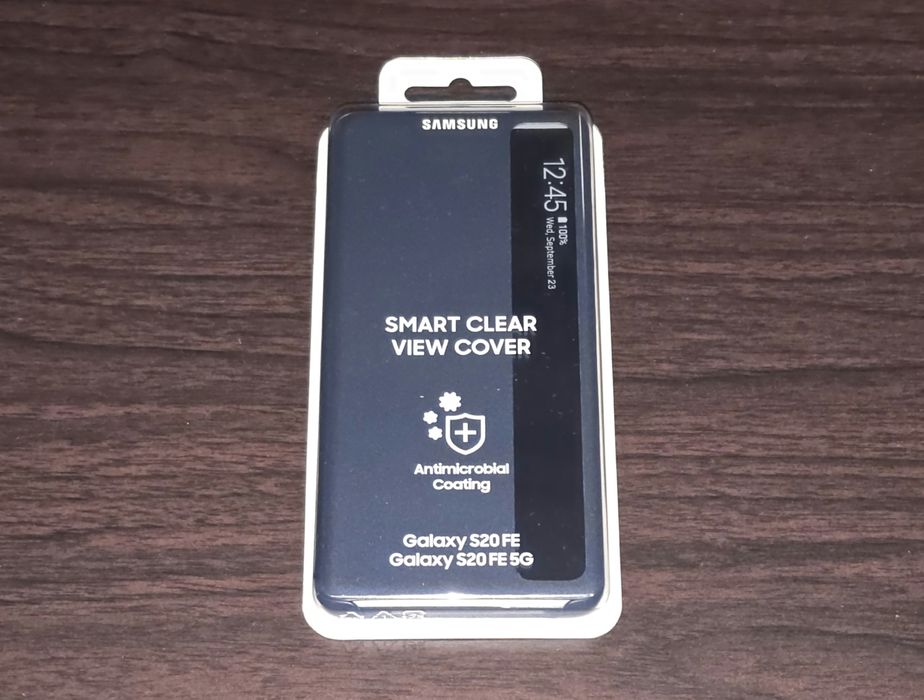 SAMSUNG
12:45
100%
Wed, September 23
SMART CLEAR
VIEW COVER
Antimicrobial
Coating
Galaxy S20 FE
Galaxy S20 FE 5G